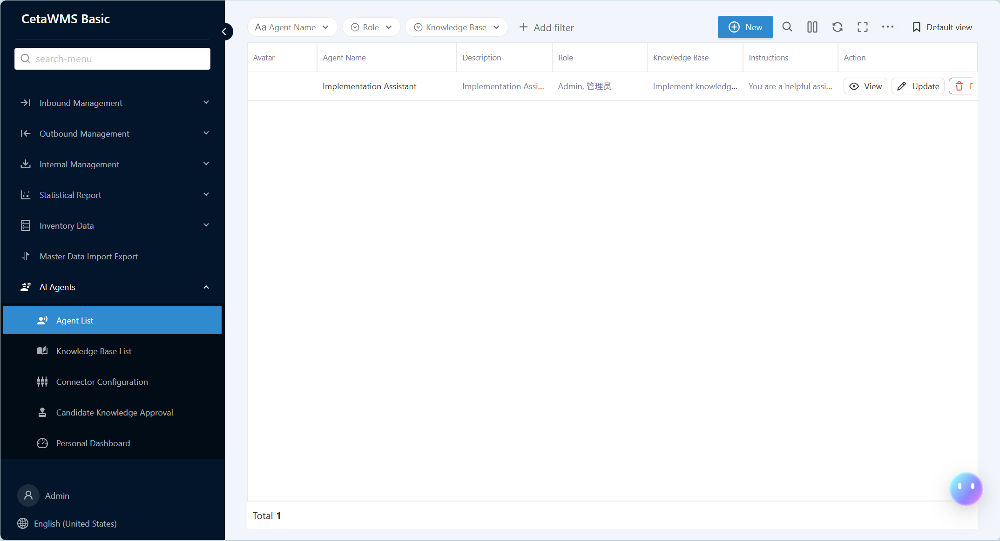 CetaWMS Basic
search-menu
Inbound Management
Outbound Management
Internal Management
Statistical Report
Inventory Data
Master Data Import Export
AI Agents
Agent List
Knowledge Base List
Connector Configuration
Candidate Knowledge Approval
Personal Dashboard
Admin
English (United States)
Aa Agent Name
Role
Knowledge Base
Add filter
New
Default view
Avatar
Agent Name
Description
Role
Knowledge Base
Instructions
Action
Implementation Assistant
Implementation Assi...
Admin, 管理员
Implement knowledg...
You are a helpful assi...
View
Update
Total 1